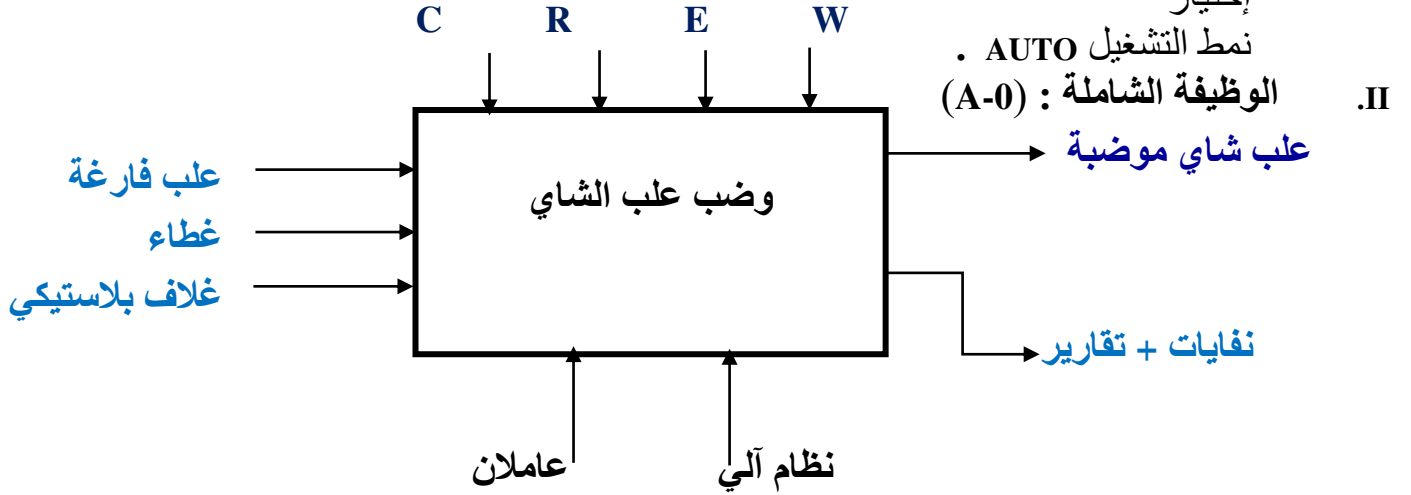 نمط التشغيل AUTO .
II. الوظيفة الشاملة : (A-0)
C R E W
علب فارغة
غطاء
غلاف بلاستيكي
وضب علب الشاي
علب شاي موضبة
نفايات + تقارير
عاملان
نظام آلي